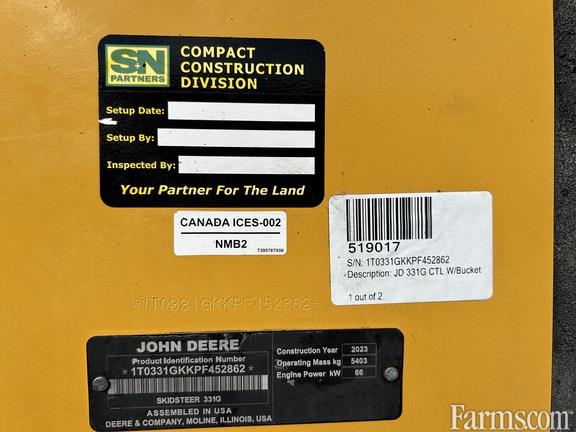 S+N
PARTNERS
COMPACT
CONSTRUCTION
DIVISION
Setup Date:
Setup By:
Inspected By:
Your Partner For The Land
CANADA ICES-002
NMB2
T395787X00
519017
S/N: 1T0331GKKPF452862
Description: JD 331G CTL W/Bucket
1 out of 2
*1T0331GKKPF452862*
JOHN DEERE
Product Identification Number
*1T0331GKKPF452862*
SKIDSTEER 331G
ASSEMBLED IN USA
DEERE & COMPANY, MOLINE, ILLINOIS, USA
Construction Year 2023
Operating Mass kg 5403
Engine Power kW 66
Farms.com